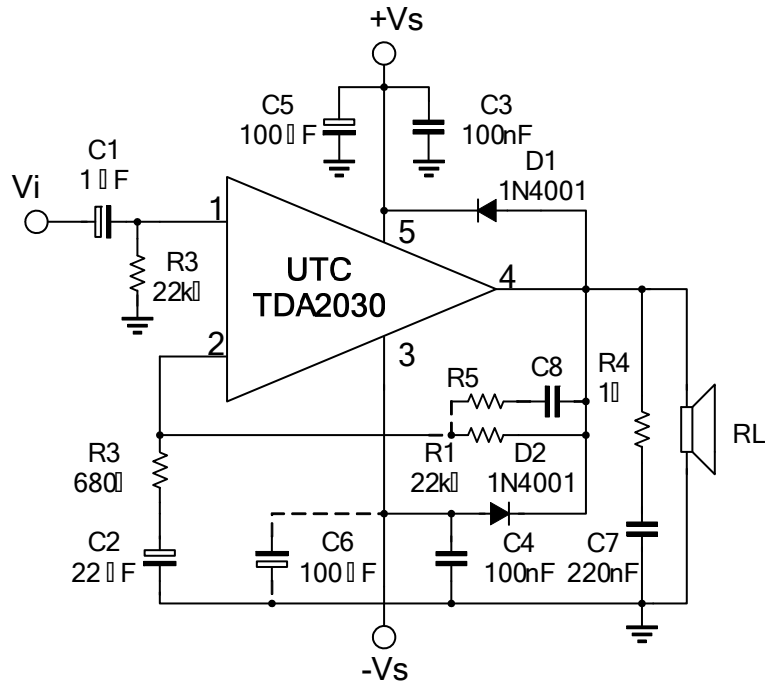 +Vs
C5
100▯F
C3
100nF
D1
1N4001
C1
1▯F
Vi
1
5
R3
22k▯
UTC
TDA2030
4
2
3
R5
C8
R4
1▯
RL
R3
680▯
R1
22k▯
D2
1N4001
C2
22▯F
C6
100▯F
C4
100nF
C7
220nF
-Vs